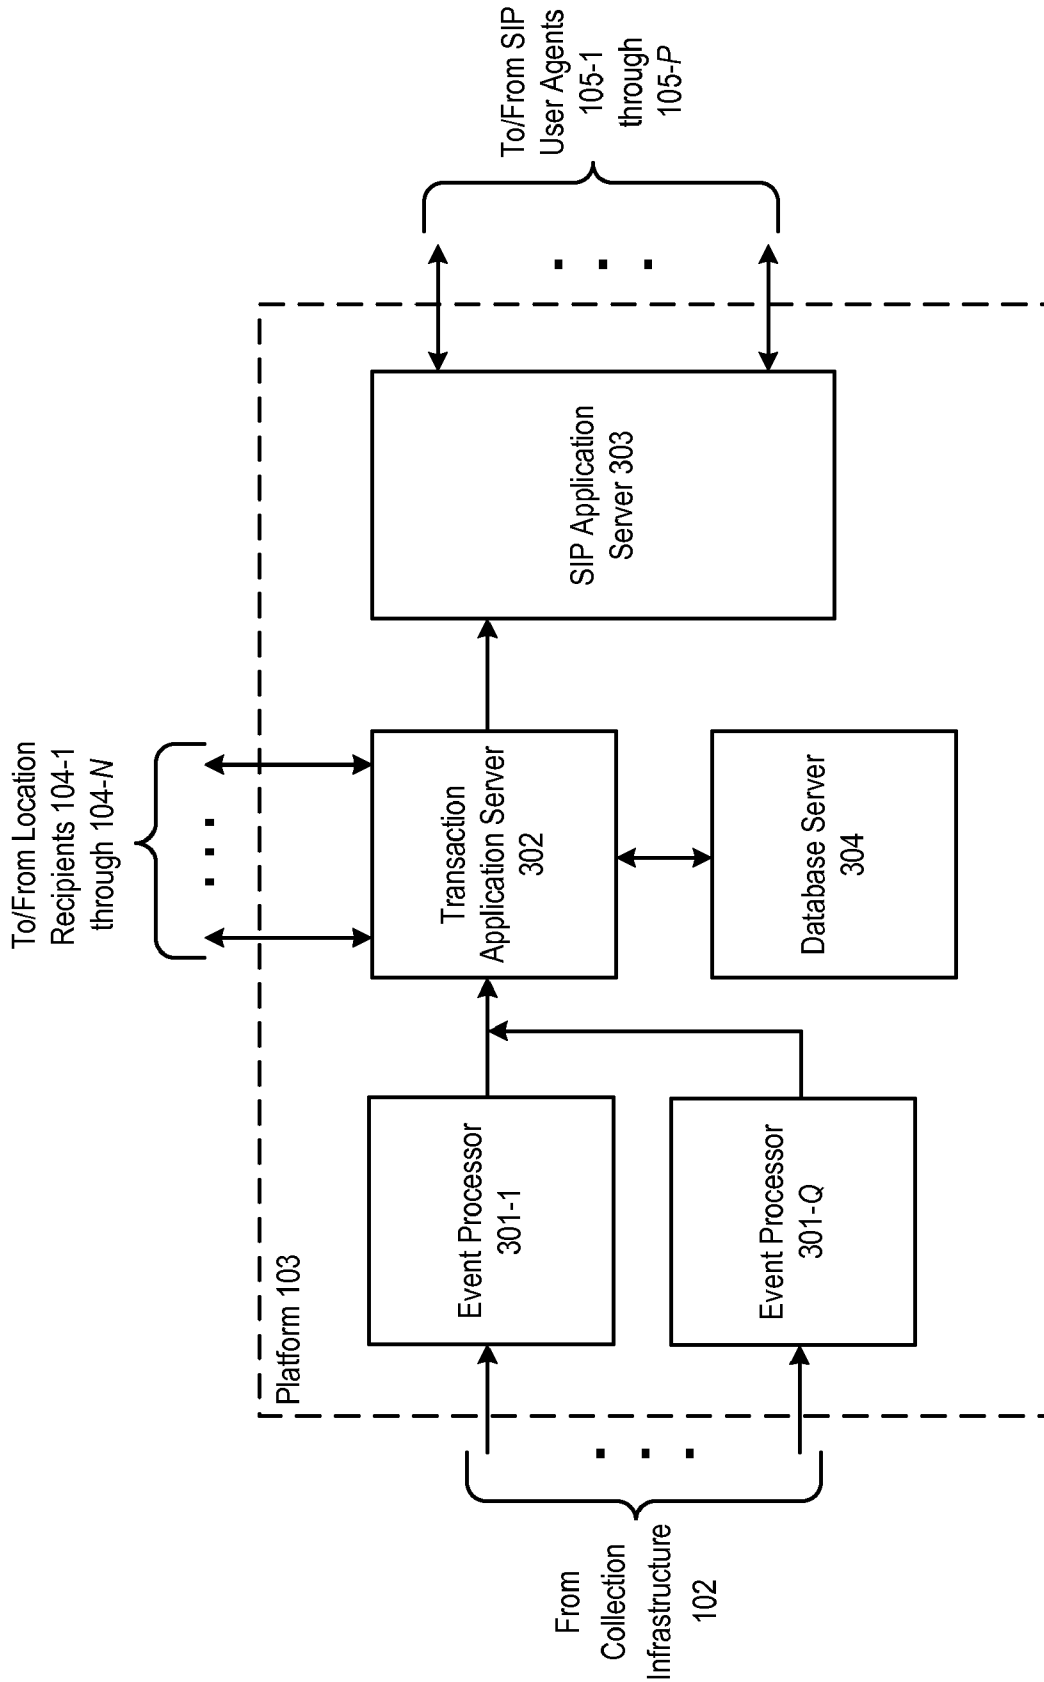 To/From Location
Recipients 104-1
through 104-N
To/From SIP
User Agents
105-1
through
105-P
Platform 103
Event Processor
301-1
Event Processor
301-Q
Transaction
Application Server
302
Database Server
304
SIP Application
Server 303
From
Collection
Infrastructure
102